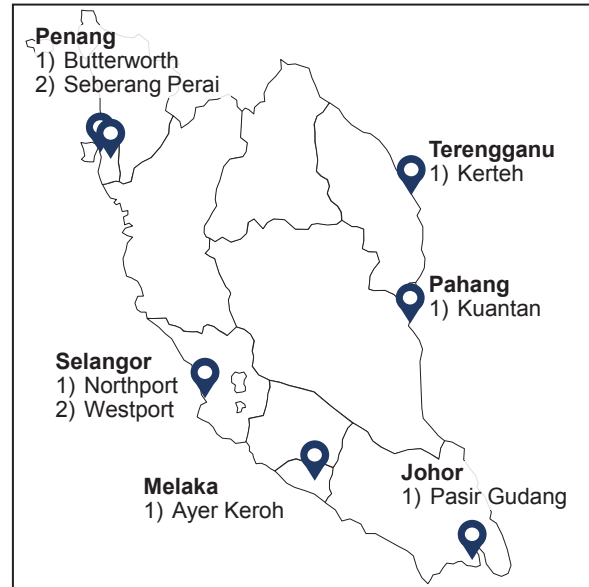 Penang
1) Butterworth
2) Seberang Perai
Terengganu
1) Kerteh
Pahang
1) Kuantan
Selangor
1) Northport
2) Westport
Melaka
1) Ayer Keroh
Johor
1) Pasir Gudang